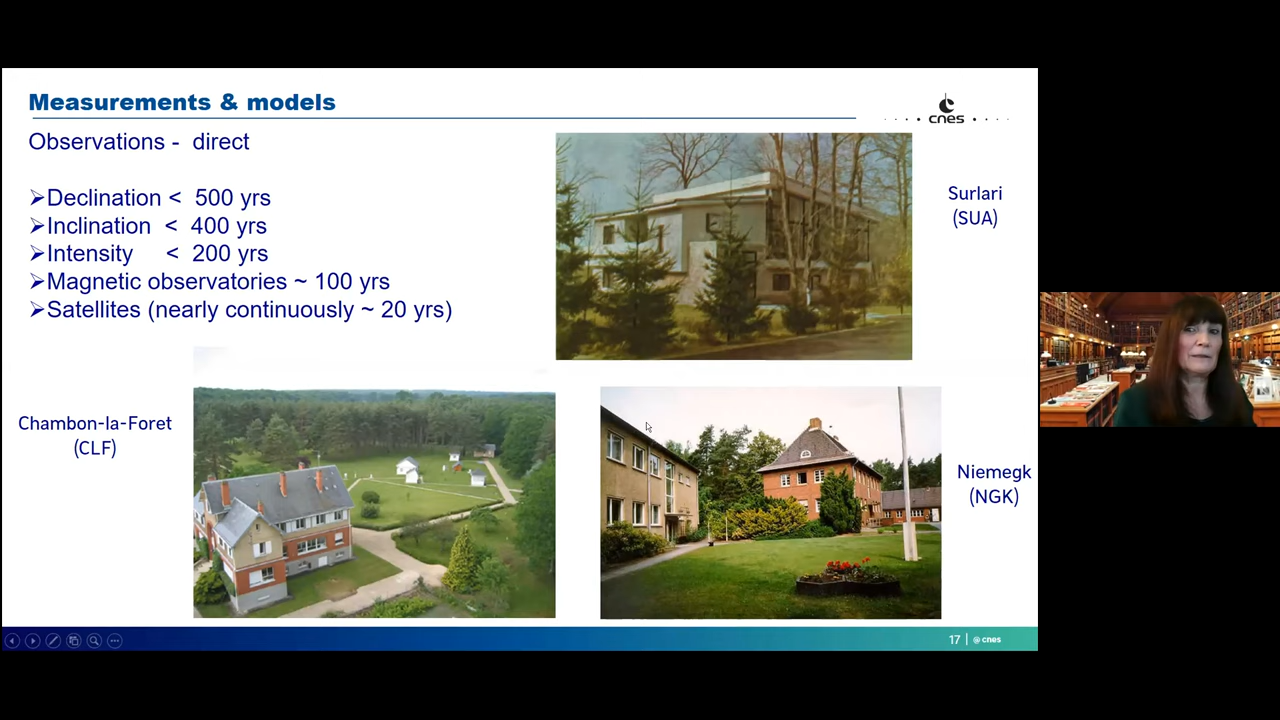 Measurements & models
cnes
Observations - direct
➢Declination < 500 yrs
➢Inclination < 400 yrs
➢Intensity < 200 yrs
➢Magnetic observatories ~ 100 yrs
➢Satellites (nearly continuously ~ 20 yrs)
Surlari
(SUA)
Chambon-la-Foret
(CLF)
Niemegk
(NGK)
17 | @ cnes